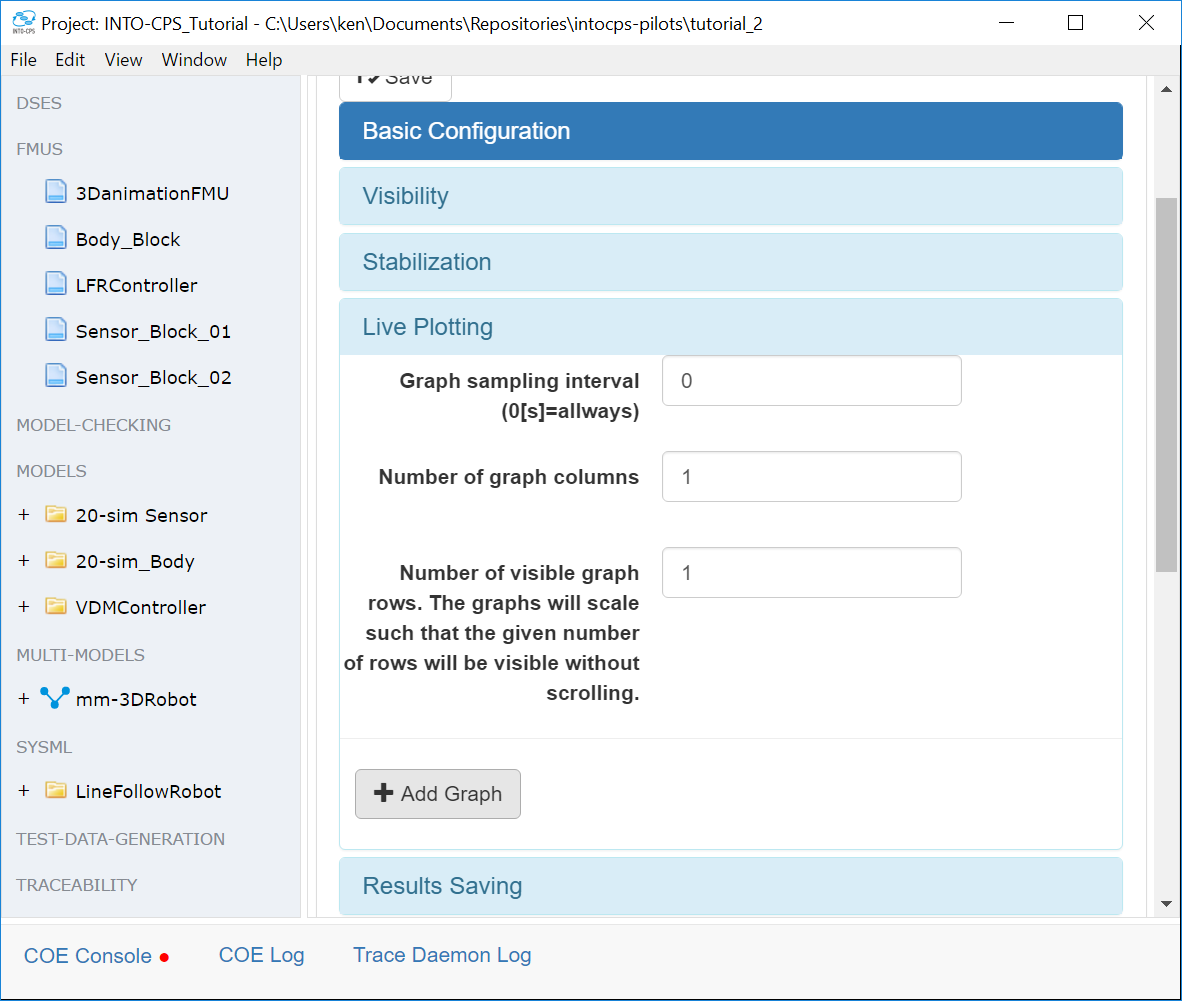 INTO-CPS
Project: INTO-CPS_Tutorial - C:\Users\ken\Documents\Repositories\intocps-pilots\tutorial_2
File Edit View Window Help
DSES
FMUS
3DanimationFMU
Body_Block
LFRController
Sensor_Block_01
Sensor_Block_02
MODEL-CHECKING
MODELS
+ 20-sim Sensor
+ 20-sim_Body
+ VDMController
MULTI-MODELS
+ mm-3DRobot
SYSML
+ LineFollowRobot
TEST-DATA-GENERATION
TRACEABILITY
Save
Basic Configuration
Visibility
Stabilization
Live Plotting
Graph sampling interval
(0[s]=allways)
0
Number of graph columns
1
Number of visible graph
rows. The graphs will scale
such that the given number
of rows will be visible without
scrolling.
1
Add Graph
Results Saving
COE Console
COE Log
Trace Daemon Log